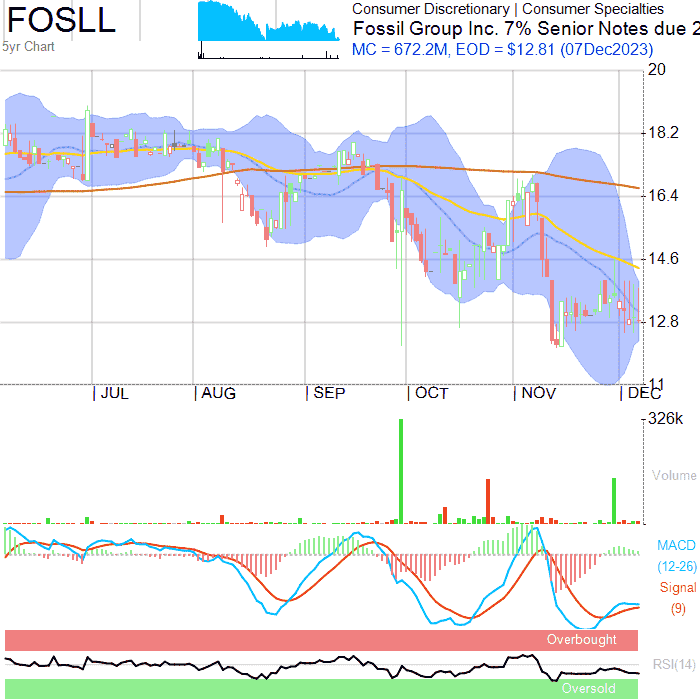 FOSLL
Consumer Discretionary | Consumer Specialties
Fossil Group Inc. 7% Senior Notes due 2
5yr Chart
MC = 672.2M, EOD = $12.81 (07Dec2023)
20
18.2
16.4
14.6
12.8
11
JUL
AUG
SEP
OCT
NOV
DEC
326k
Volume
MACD
(12-26)
Signal
(9)
Overbought
RSI(14)
Oversold